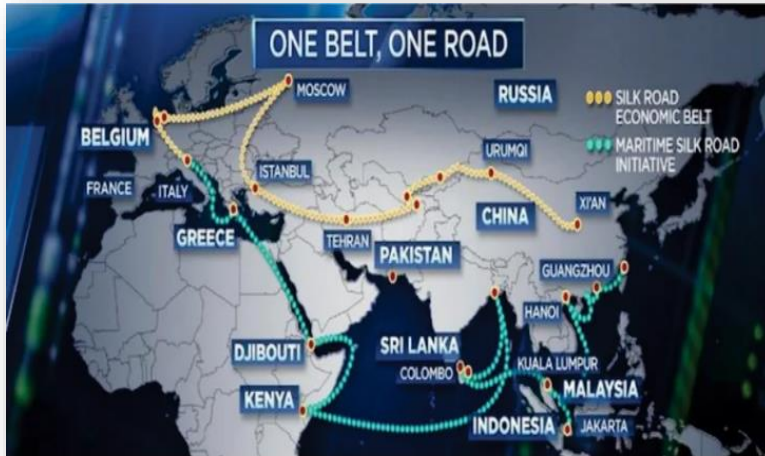 ONE BELT, ONE ROAD
MOSCOW
RUSSIA
SILK ROAD
ECONOMIC BELT
MARITIME SILK ROAD
INITIATIVE
BELGIUM
URUMQI
ISTANBUL
FRANCE
ITALY
XI'AN
CHINA
GREECE
TEHRAN
PAKISTAN
GUANGZHOU
HANOI
DJIBOUTI
SRI LANKA
COLOMBO
KUALA LUMPUR
MALAYSIA
KENYA
INDONESIA
JAKARTA